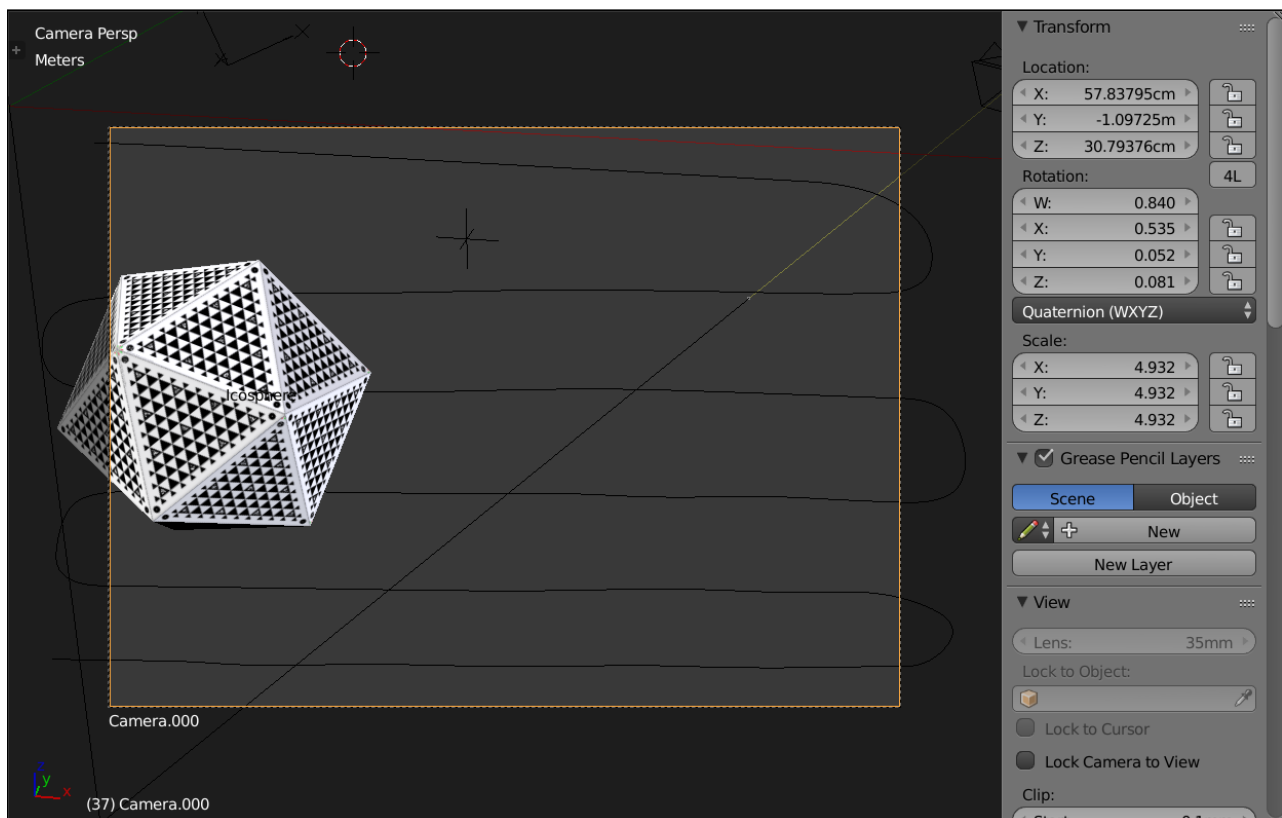 Camera Persp
Meters
Icosphere
Camera.000
z
y
x
(37) Camera.000
Transform
Location:
X: 57.83795cm
Y: -1.09725m
Z: 30.79376cm
Rotation:
4L
W: 0.840
X: 0.535
Y: 0.052
Z: 0.081
Quaternion (WXYZ)
Scale:
X: 4.932
Y: 4.932
Z: 4.932
Grease Pencil Layers
Scene Object
New
New Layer
View
Lens: 35mm
Lock to Object:
Lock to Cursor
Lock Camera to View
Clip: